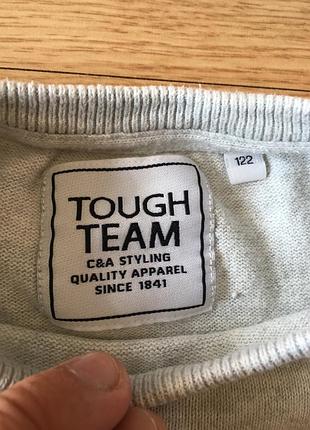 TOUGH
TEAM
C&A STYLING
QUALITY APPAREL
SINCE 1841
122